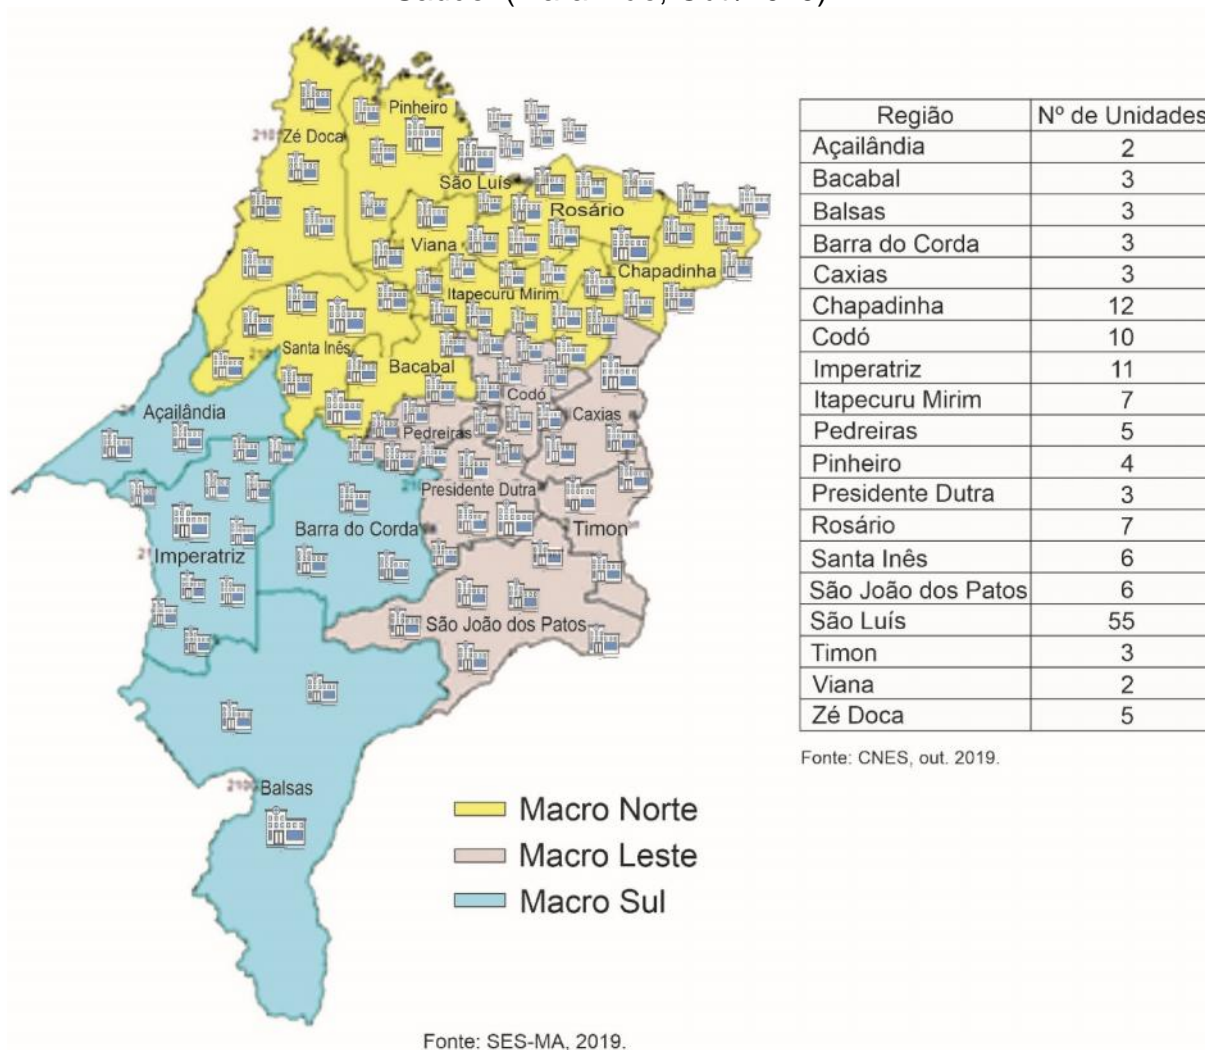 Pinheiro
Zé Doca
São Luís
Rosário
Viana
Chapadinha
Itapecuru Mirim
Santa Inês
Bacabal
Açailândia
Codó
Caxias
Pedreiras
Presidente Dutra
Barra do Corda
Timon
Imperatriz
São João dos Patos
Balsas
Macro Norte
Macro Leste
Macro Sul
Fonte: SES-MA, 2019.
Região Nº de Unidades
Açailândia 2
Bacabal 3
Balsas 3
Barra do Corda 3
Caxias 3
Chapadinha 12
Codó 10
Imperatriz 11
Itapecuru Mirim 7
Pedreiras 5
Pinheiro 4
Presidente Dutra 3
Rosário 7
Santa Inês 6
São João dos Patos 6
São Luís 55
Timon 3
Viana 2
Zé Doca 5
Fonte: CNES, out. 2019.